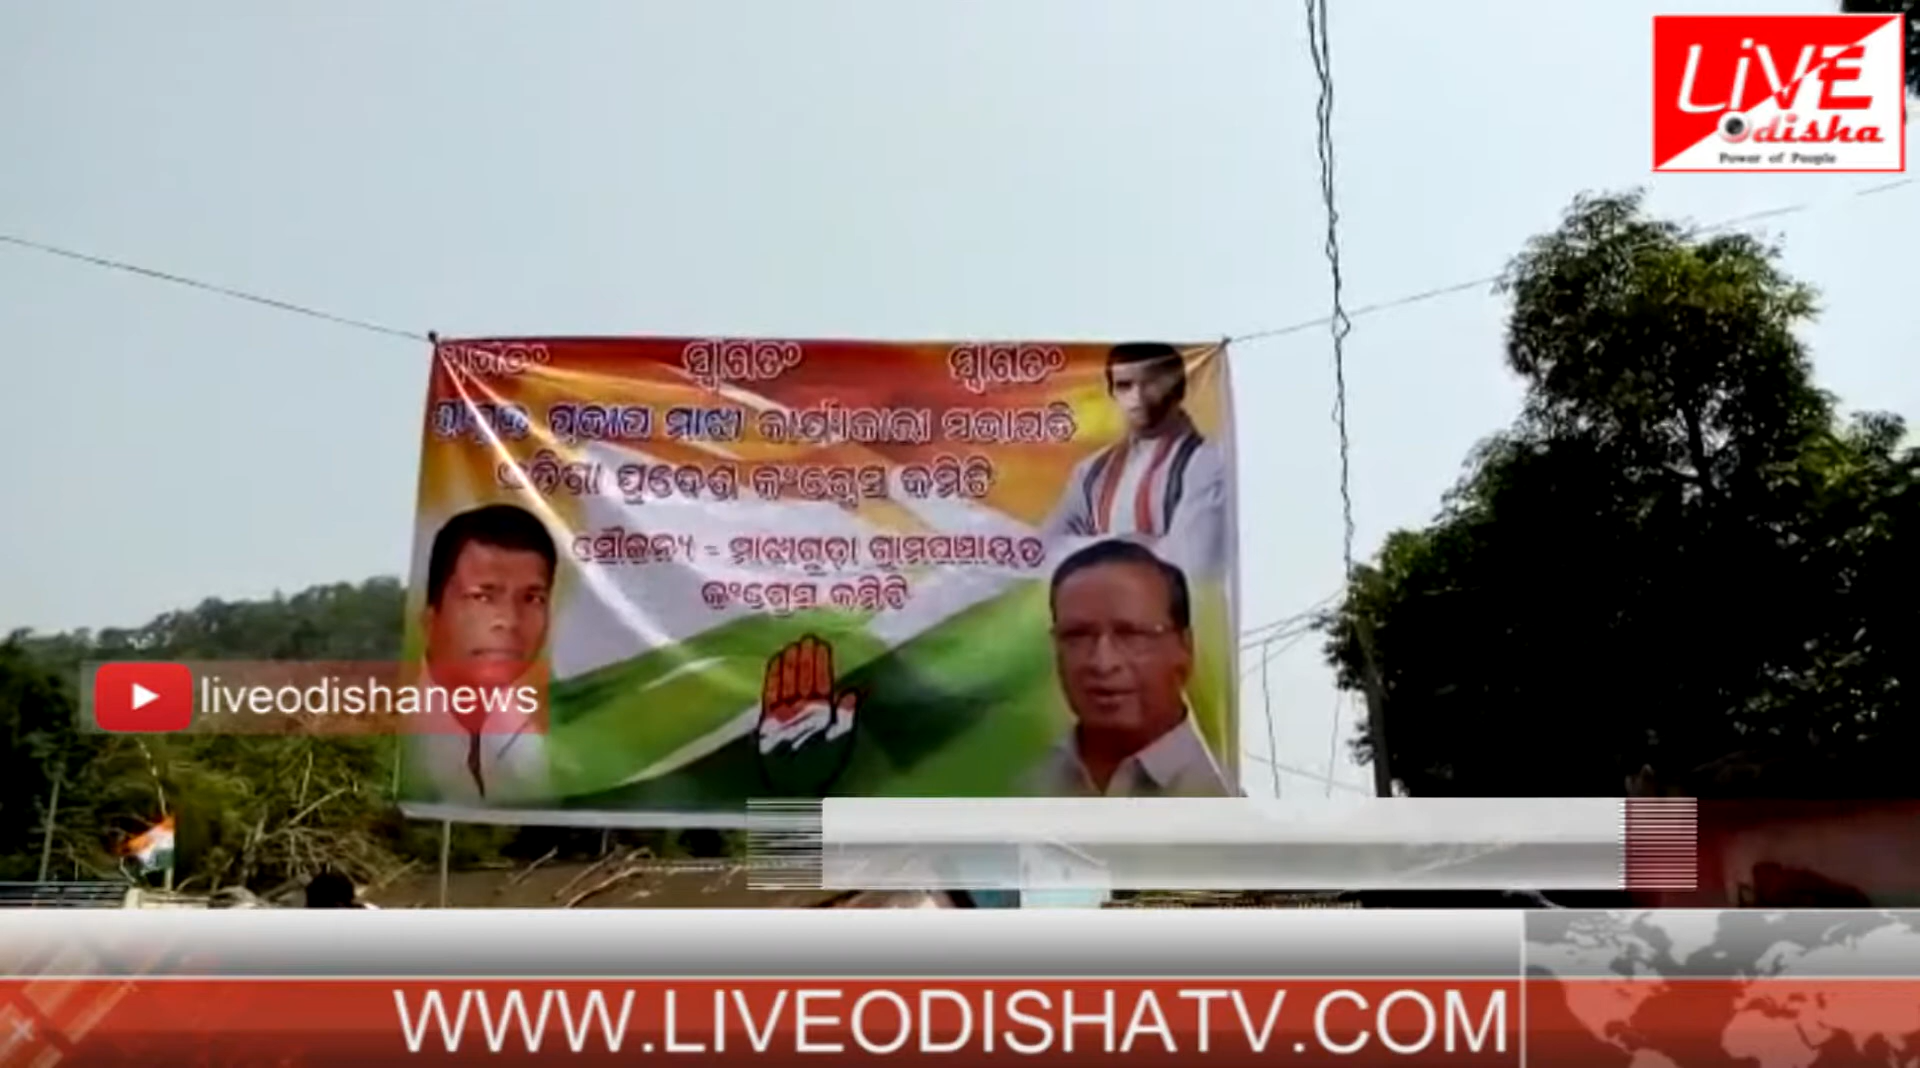 LiVE
Odisha
Power of People
ସ୍ୱାଗତଂ ସ୍ୱାଗତଂ ସ୍ୱାଗତଂ
ଶ୍ରୀଯୁକ୍ତ ପ୍ରଦୀପ ମାଝୀ କାର୍ଯ୍ୟକାରୀ ସଭାପତି
ଓଡିଶା ପ୍ରଦେଶ କଂଗ୍ରେସ କମିଟି
ସୌଜନ୍ୟ - ମାଝୀଗୁଡା ଗ୍ରାମପଞ୍ଚାୟତ
କଂଗ୍ରେସ କମିଟି
liveodishanews
WWW.LIVEODISHATV.COM